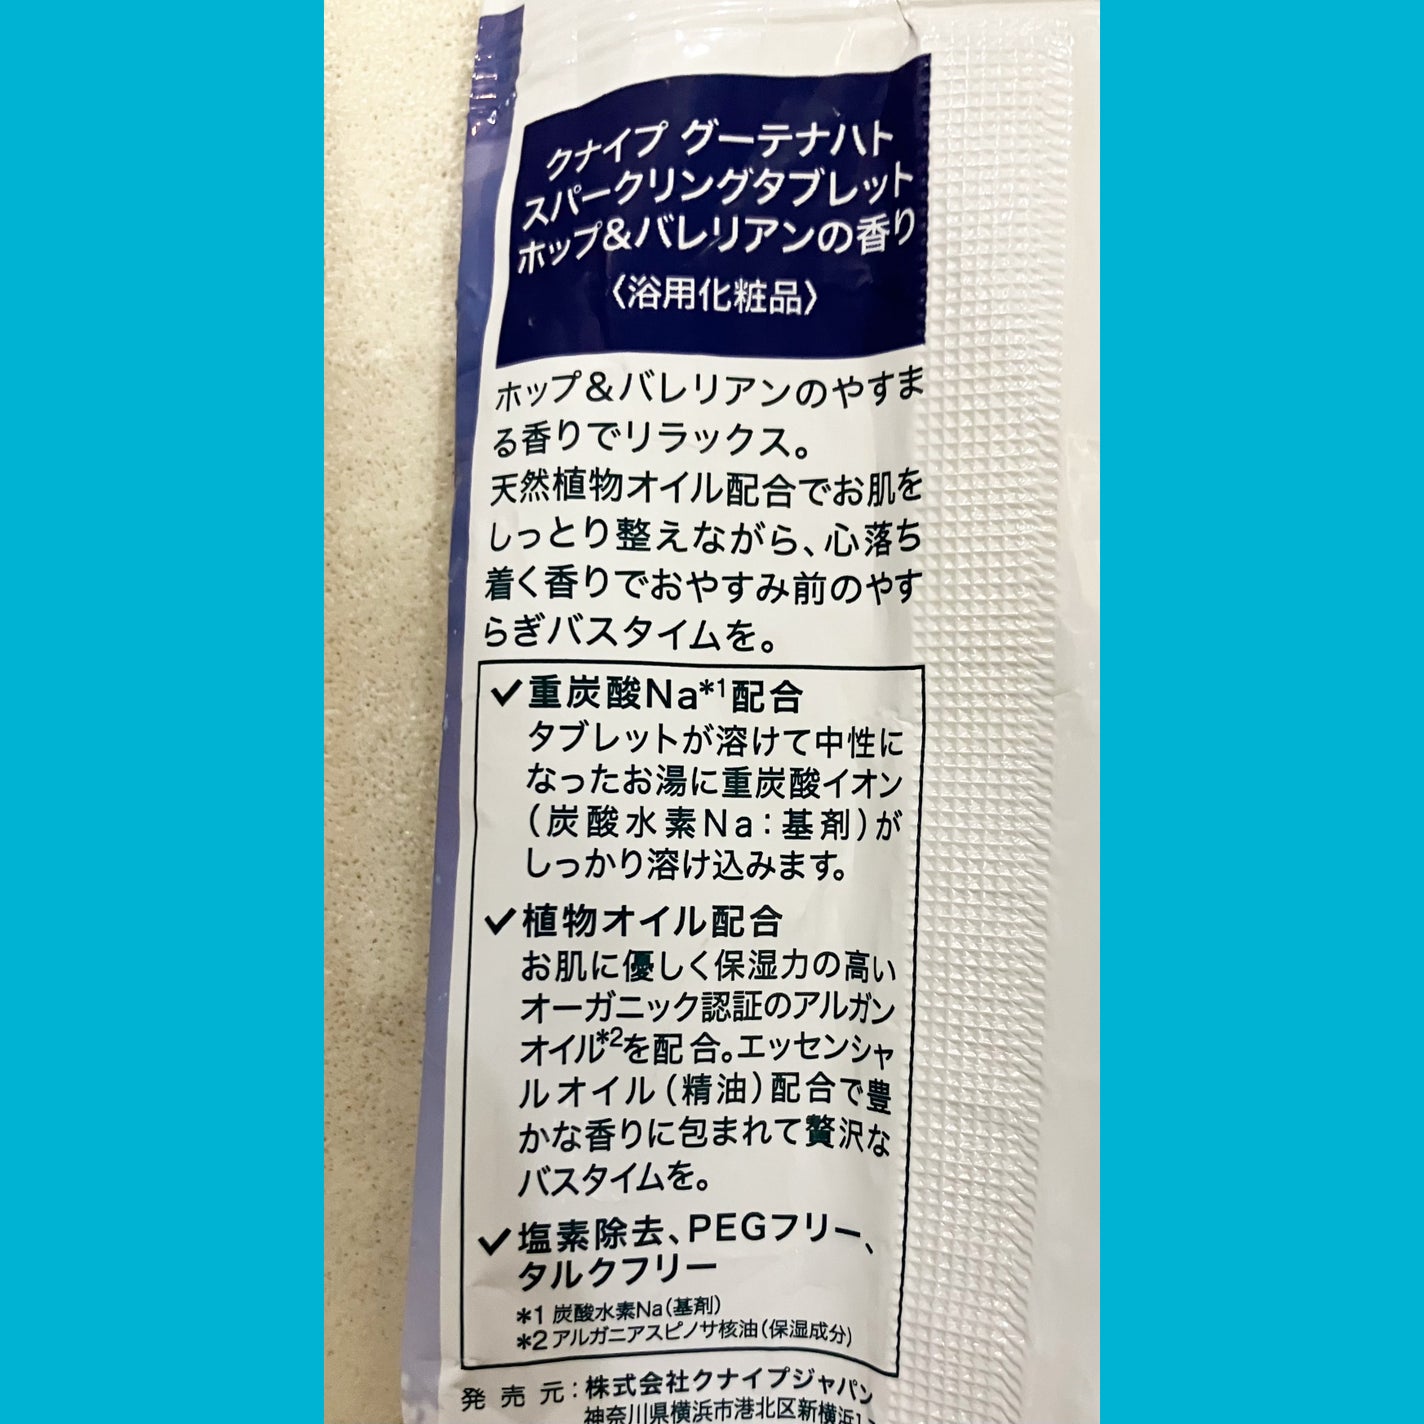 クナイプ グーテナハト
スパークリングタブレット
ホップ&バレリアンの香り
〈浴用化粧品〉
ホップ&バレリアンのやすま
る香りでリラックス。
天然植物オイル配合でお肌を
しっとり整えながら、心落ち
着く香りでおやすみ前のやす
らぎバスタイムを。
✓重炭酸Na*1配合
タブレットが溶けて中性に
なったお湯に重炭酸イオン
(炭酸水素Na:基剤)が
しっかり溶け込みます。
✓植物オイル配合
お肌に優しく保湿力の高い
オーガニック認証のアルガン
オイル*2を配合。エッセンシャ
ルオイル(精油)配合で豊
かな香りに包まれて贅沢な
バスタイムを。
✓塩素除去、PEGフリー、
タルクフリー
*1 炭酸水素Na(基剤)
*2 アルガニアスピノサ核油(保湿成分)
発売元:株式会社クナイプジャパン
神奈川県横浜市港北区新横浜